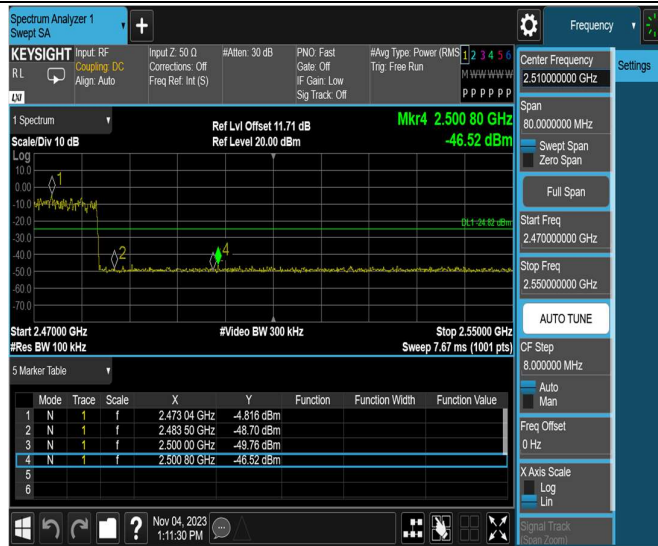 Spectrum Analyzer 1
Swept SA
+
Frequency
KEYSIGHT
RL
LXI
Input: RF
Coupling: DC
Align: Auto
Input Z: 50 Ω
Corrections: Off
Freq Ref: Int (S)
#Atten: 30 dB
PNO: Fast
Gate: Off
IF Gain: Low
Sig Track: Off
#Avg Type: Power (RMS
Trig: Free Run
1 2 3 4 5 6
M W W W W W
P P P P P P
1 Spectrum
Scale/Div 10 dB
Ref Lvl Offset 11.71 dB
Ref Level 20.00 dBm
Mkr4 2.500 80 GHz
-46.52 dBm
Log
10.0
0.00
-10.0
-20.0
-30.0
-40.0
-50.0
-60.0
-70.0
1
2
4
DL1 -24.82 dBm
Start 2.47000 GHz
#Res BW 100 kHz
#Video BW 300 kHz
Stop 2.55000 GHz
Sweep 7.67 ms (1001 pts)
5 Marker Table
Mode Trace Scale X Y Function Function Width Function Value
1 N 1 f 2.473 04 GHz -4.816 dBm
2 N 1 f 2.483 50 GHz -48.70 dBm
3 N 1 f 2.500 00 GHz -49.76 dBm
4 N 1 f 2.500 80 GHz -46.52 dBm
5
6
?
Nov 04, 2023
1:11:30 PM
Center Frequency
2.510000000 GHz
Settings
Span
80.0000000 MHz
Swept Span
Zero Span
Full Span
Start Freq
2.470000000 GHz
Stop Freq
2.550000000 GHz
AUTO TUNE
CF Step
8.000000 MHz
Auto
Man
Freq Offset
0 Hz
X Axis Scale
Log
Lin
Signal Track
(Span Zoom)